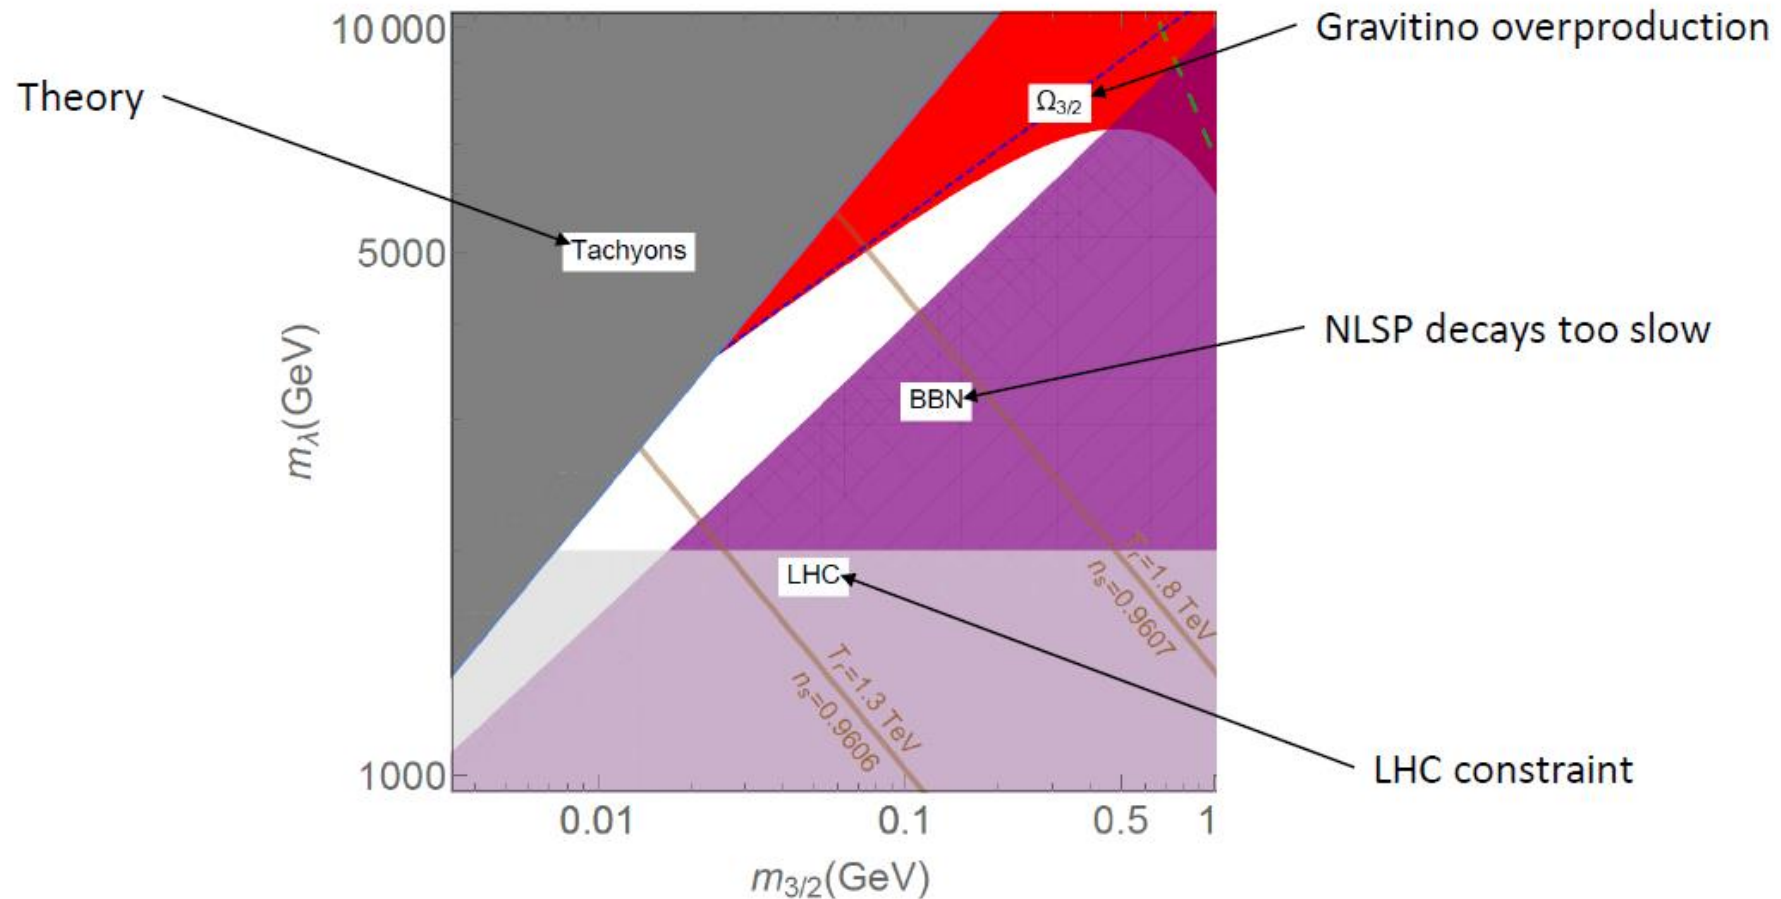 10 000
Gravitino overproduction
Theory
Ω3/2
5000
Tachyons
mλ(GeV)
NLSP decays too slow
BBN
LHC
Tr=1.8 TeV
ns=0.9607
Tr=1.3 TeV
ns=0.9606
LHC constraint
1000
0.01
0.1
0.5
1
m3/2(GeV)